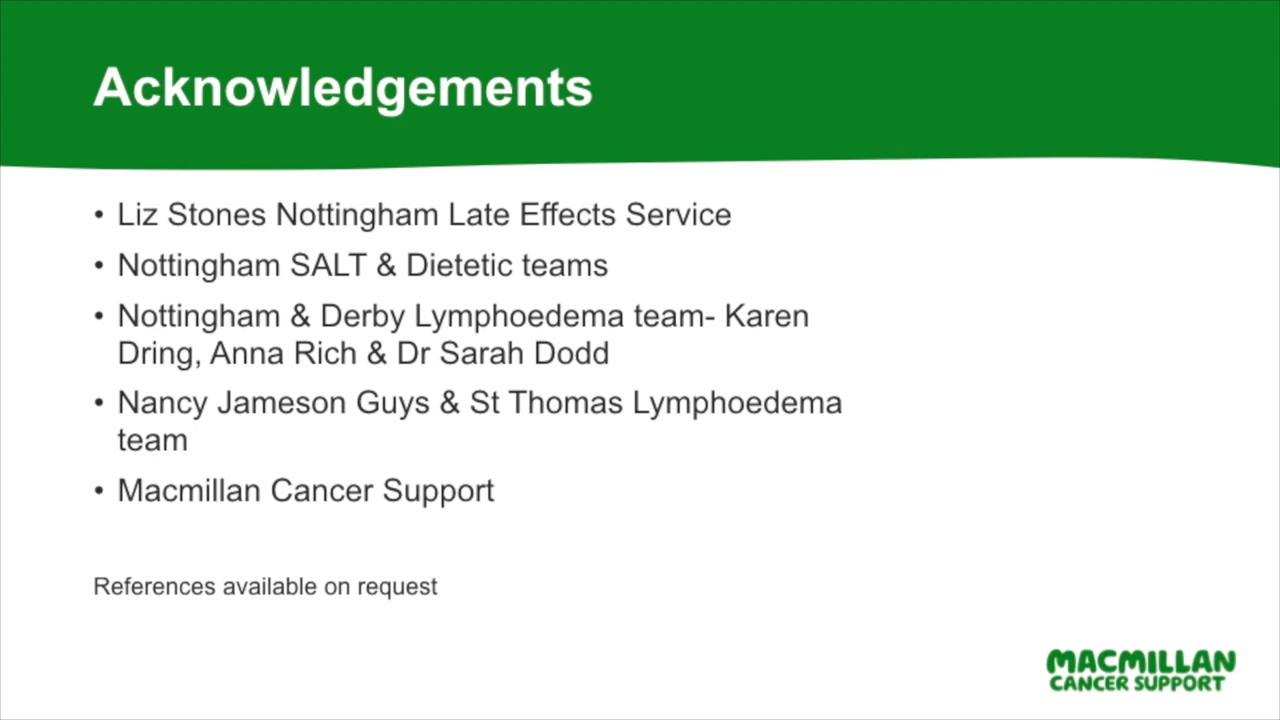 Acknowledgements
• Liz Stones Nottingham Late Effects Service
• Nottingham SALT & Dietetic teams
• Nottingham & Derby Lymphoedema team- Karen
Dring, Anna Rich & Dr Sarah Dodd
• Nancy Jameson Guys & St Thomas Lymphoedema
team
• Macmillan Cancer Support
References available on request
MACMILLAN
CANCER SUPPORT